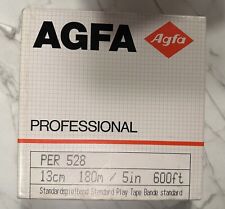 AGFA
Agfa
PROFESSIONAL
PER 528
13cm 180m / 5in 600ft
Standardspielband Standard Play Tape Bande standard